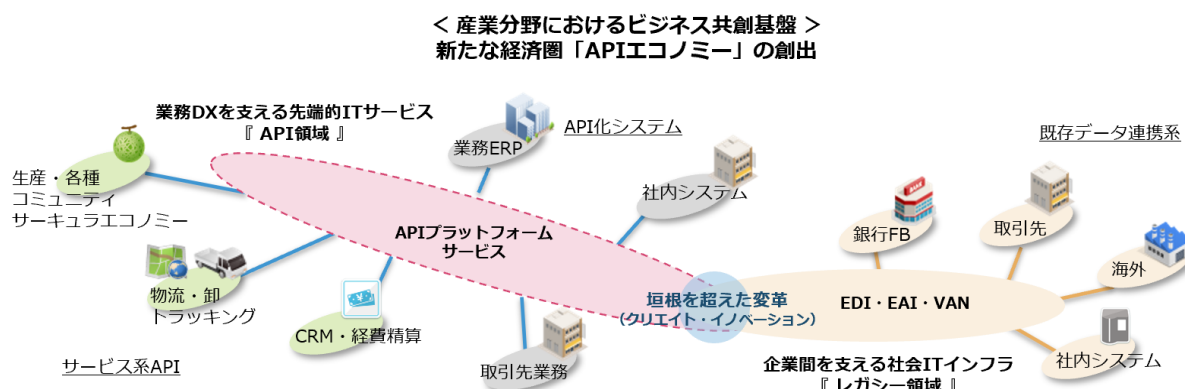 ＜ 産業分野におけるビジネス共創基盤 ＞
新たな経済圏「APIエコノミー」の創出
業務DXを支える先端的ITサービス
『 API領域 』
業務ERP
API化システム
既存データ連携系
生産・各種
コミュニティ
サーキュラエコノミー
社内システム
APIプラットフォーム
サービス
銀行FB
BANK
取引先
海外
物流・卸
トラッキング
CRM・経費精算
垣根を超えた変革
（クリエイト・イノベーション）
EDI・EAI・VAN
取引先業務
サービス系API
企業間を支える社会ITインフラ
『 レガシー領域 』
社内システム